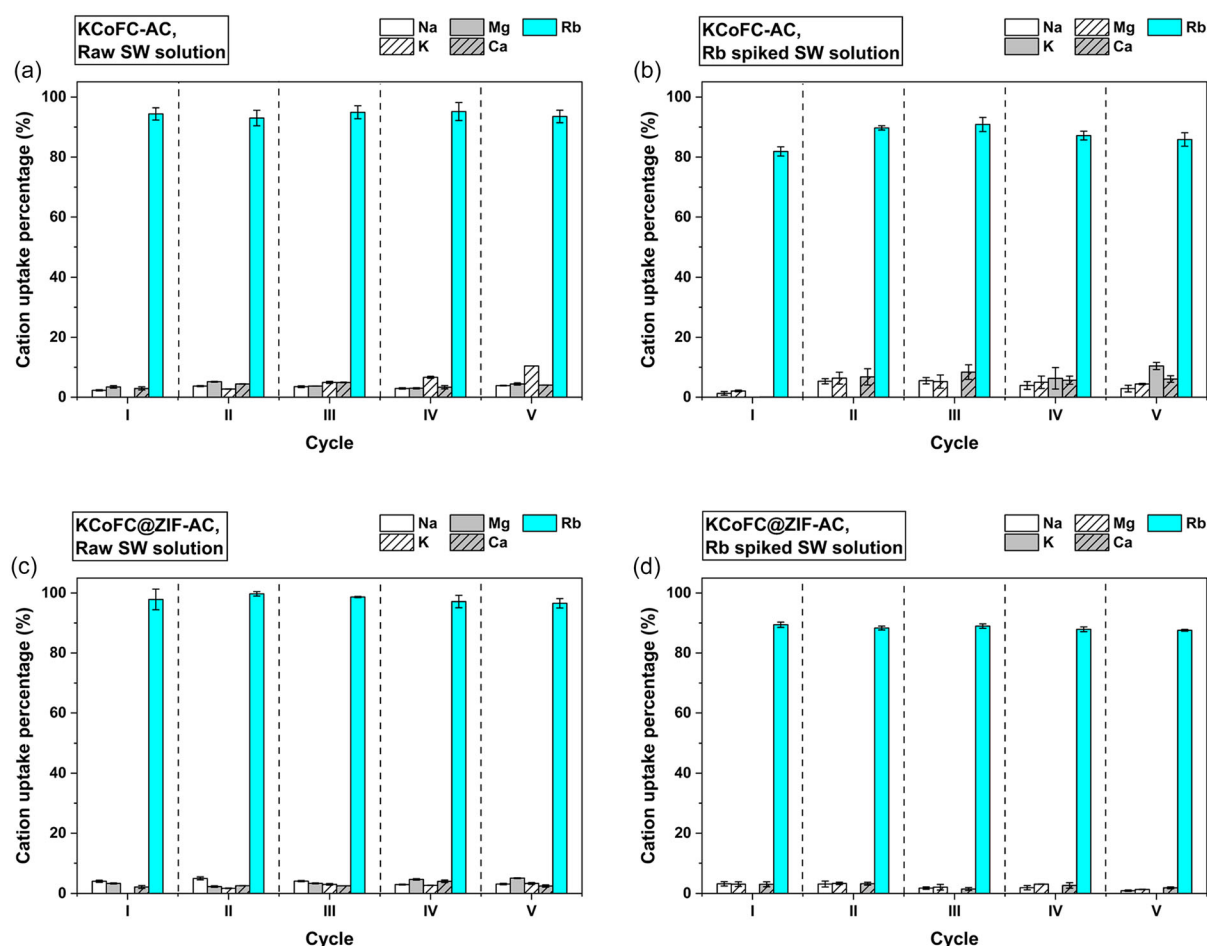 (a)
KCoFC-AC,
Raw SW solution
Na Mg Rb
K Ca
Cation uptake percentage (%)
100
80
60
40
20
0
I II III IV V
Cycle
(b)
KCoFC-AC,
Rb spiked SW solution
Na Mg Rb
K Ca
Cation uptake percentage (%)
100
80
60
40
20
0
I II III IV V
Cycle
(c)
KCoFC@ZIF-AC,
Raw SW solution
Na Mg Rb
K Ca
Cation uptake percentage (%)
100
80
60
40
20
0
I II III IV V
Cycle
(d)
KCoFC@ZIF-AC,
Rb spiked SW solution
Na Mg Rb
K Ca
Cation uptake percentage (%)
100
80
60
40
20
0
I II III IV V
Cycle